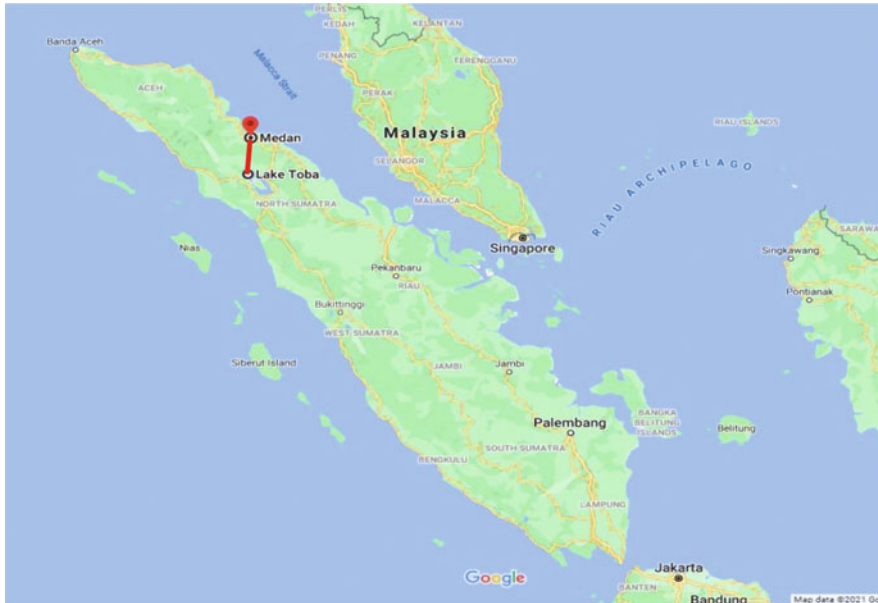 PERLIS
KEDAH
KELANTAN
Banda Aceh
PENANG
TERENGGANU
Malacca Strait
ACEH
PERAK
RIAU ISLANDS
Medan
Malaysia
SELANGOR
Lake Toba
RIAU ARCHIPELAGO
NORTH SUMATRA
MALACCA
SARAWA
Nias
Singapore
Singkawang
Pekanbaru
RIAU
Pontianak
Bukittinggi
WEST SUMATRA
Siberut Island
JAMBI
Jambi
BANGKA
BELITUNG
ISLANDS
Palembang
Belitung
SOUTH SUMATRA
BENGKULU
LAMPUNG
Google
Jakarta
BANTEN
Bandung
Map data ©2021 Go